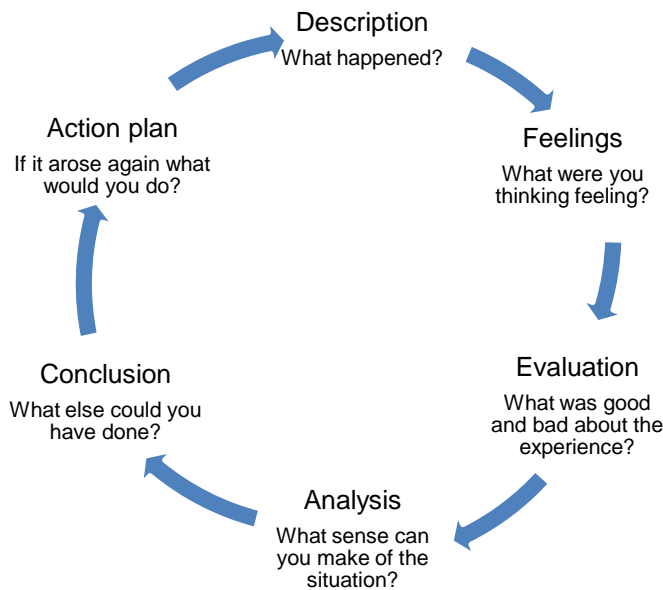 Description
What happened?
Feelings
What were you
thinking feeling?
Evaluation
What was good
and bad about the
experience?
Analysis
What sense can
you make of the
situation?
Conclusion
What else could you
have done?
Action plan
If it arose again what
would you do?